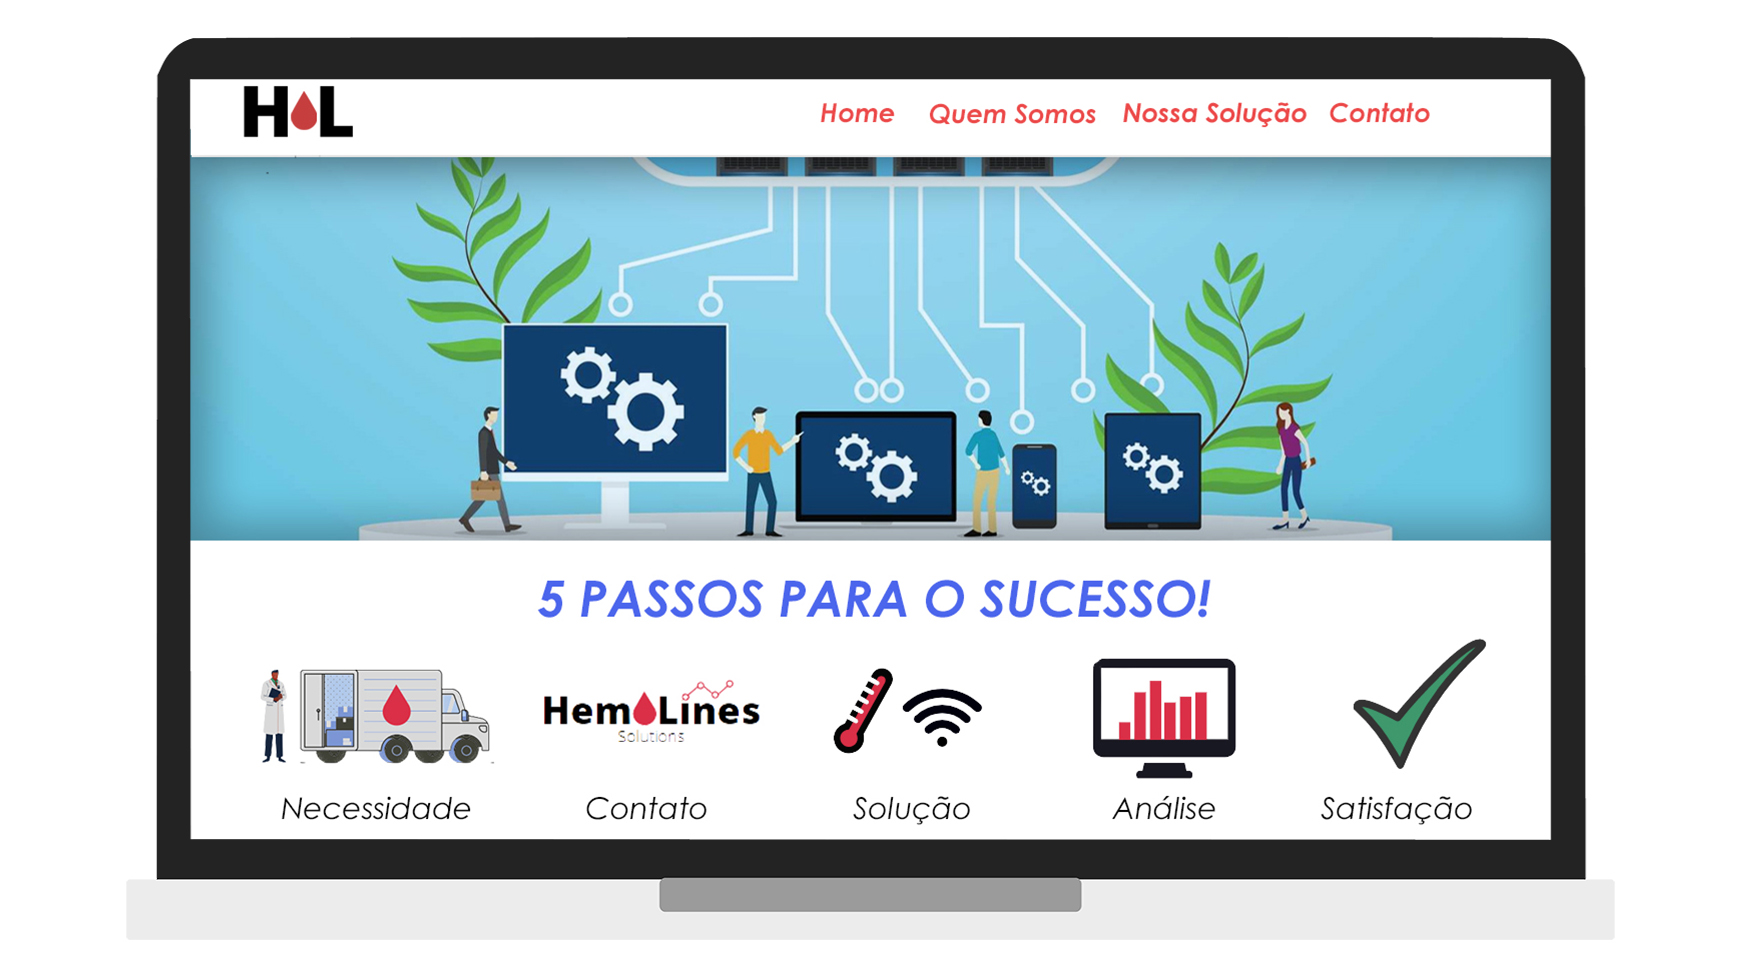 HL
Home Quem Somos Nossa Solução Contato
5 PASSOS PARA O SUCESSO!
HemLines
Solutions
Necessidade Contato Solução Análise Satisfação